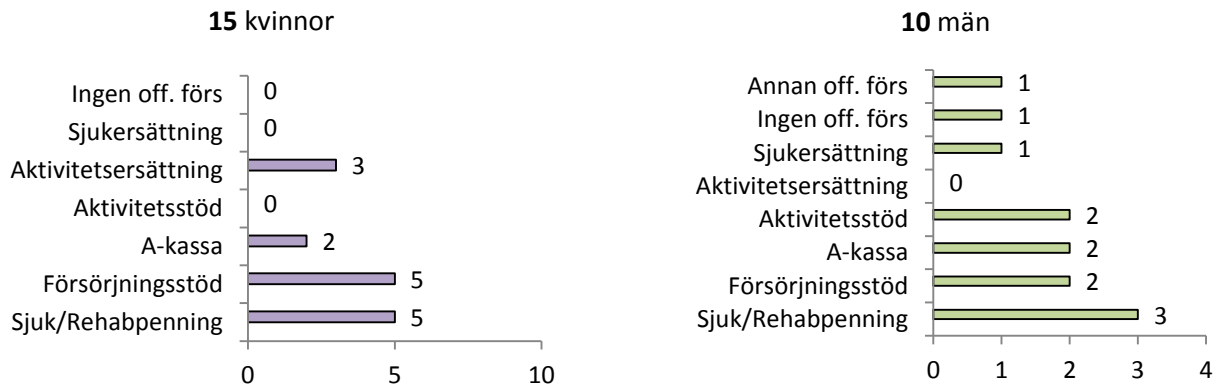 15 kvinnor
Ingen off. förs 0
Sjukersättning 0
Aktivitetsersättning 3
Aktivitetsstöd 0
A-kassa 2
Försörjningsstöd 5
Sjuk/Rehabpenning 5
0 5 10
10 män
Annan off. förs 1
Ingen off. förs 1
Sjukersättning 1
Aktivitetsersättning 0
Aktivitetsstöd 2
A-kassa 2
Försörjningsstöd 2
Sjuk/Rehabpenning 3
0 1 2 3 4